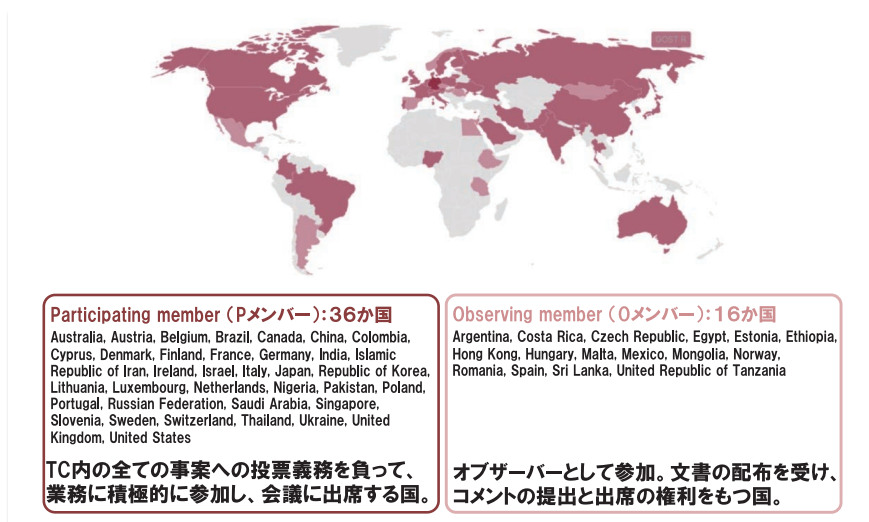 GOST R
Participating member（Pメンバー）：36か国
Australia, Austria, Belgium, Brazil, Canada, China, Colombia,
Cyprus, Denmark, Finland, France, Germany, India, Islamic
Republic of Iran, Ireland, Israel, Italy, Japan, Republic of Korea,
Lithuania, Luxembourg, Netherlands, Nigeria, Pakistan, Poland,
Portugal, Russian Federation, Saudi Arabia, Singapore,
Slovenia, Sweden, Switzerland, Thailand, Ukraine, United
Kingdom, United States
TC内の全ての事案への投票義務を負って、
業務に積極的に参加し、会議に出席する国。
Observing member（Oメンバー）：16か国
Argentina, Costa Rica, Czech Republic, Egypt, Estonia, Ethiopia,
Hong Kong, Hungary, Malta, Mexico, Mongolia, Norway,
Romania, Spain, Sri Lanka, United Republic of Tanzania
オブザーバーとして参加。文書の配布を受け、
コメントの提出と出席の権利をもつ国。